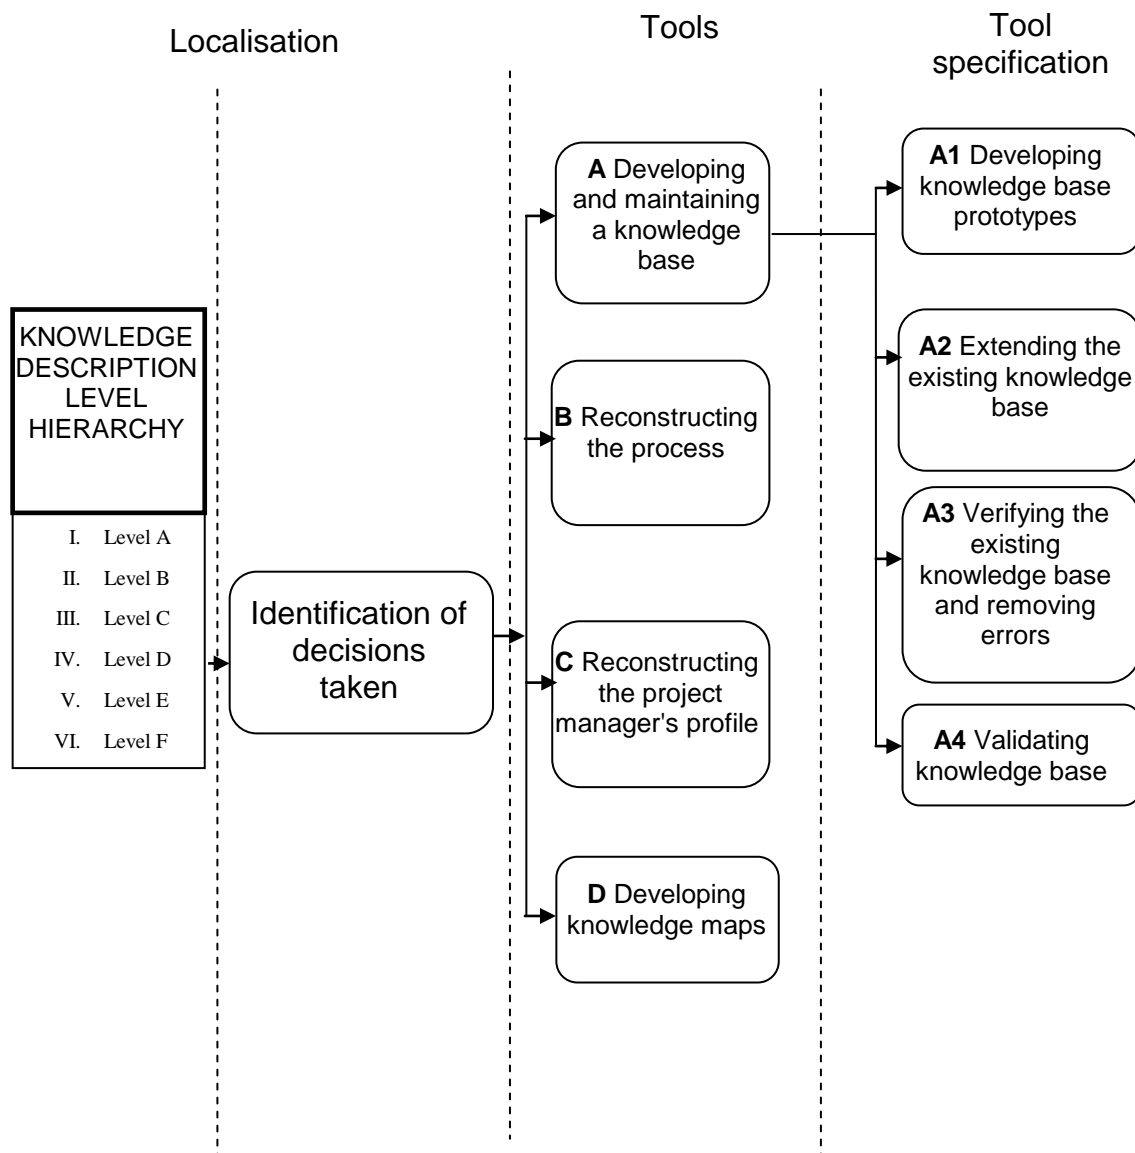 Localisation
Tools
Tool
specification
KNOWLEDGE
DESCRIPTION
LEVEL
HIERARCHY
I. Level A
II. Level B
III. Level C
IV. Level D
V. Level E
VI. Level F
Identification of
decisions
taken
A Developing
and maintaining
a knowledge
base
B Reconstructing
the process
C Reconstructing
the project
manager's profile
D Developing
knowledge maps
A1 Developing
knowledge base
prototypes
A2 Extending the
existing knowledge
base
A3 Verifying the
existing
knowledge base
and removing
errors
A4 Validating
knowledge base